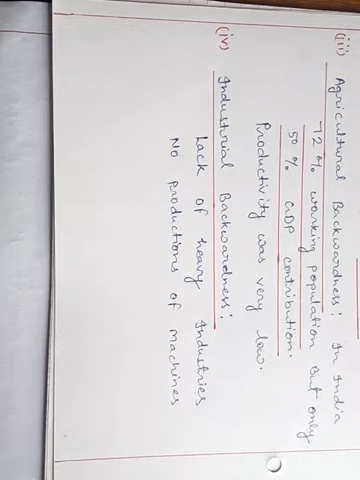 (iii) Agricultural Backwardness: In India
72% working population but only
50% GDP contribution.
Productivity was very low.
(iv) Industrial Backwardness:
Lack of heavy Industries
No productions of machines